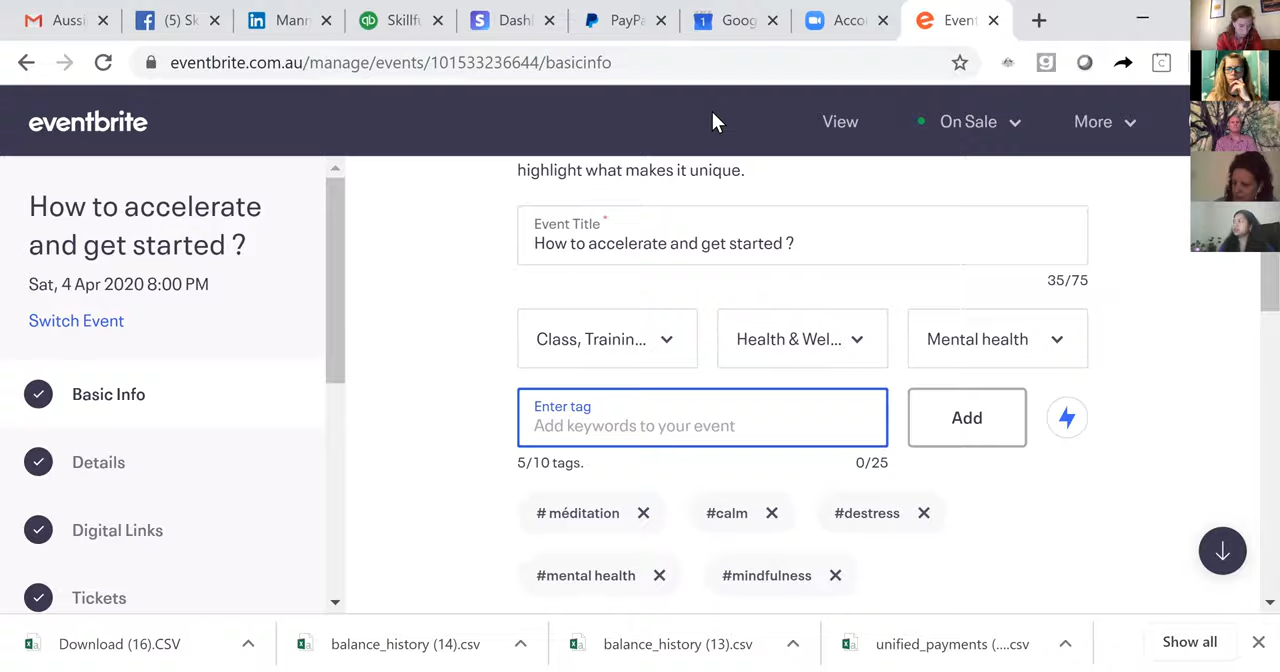 Aussi
(5) Sk
Mann
Skillfu
Dashl
PayPa
Goog
Acco
Event
eventbrite.com.au/manage/events/101533236644/basicinfo
eventbrite
View
On Sale
More
How to accelerate
and get started ?
Sat, 4 Apr 2020 8:00 PM
Switch Event
Basic Info
Details
Digital Links
Tickets
highlight what makes it unique.
Event Title *
How to accelerate and get started ?
35/75
Class, Trainin...
Health & Wel...
Mental health
Enter tag
Add keywords to your event
Add
5/10 tags.
0/25
# méditation
#calm
#destress
#mental health
#mindfulness
Download (16).CSV
balance_history (14).csv
balance_history (13).csv
unified_payments (....csv
Show all